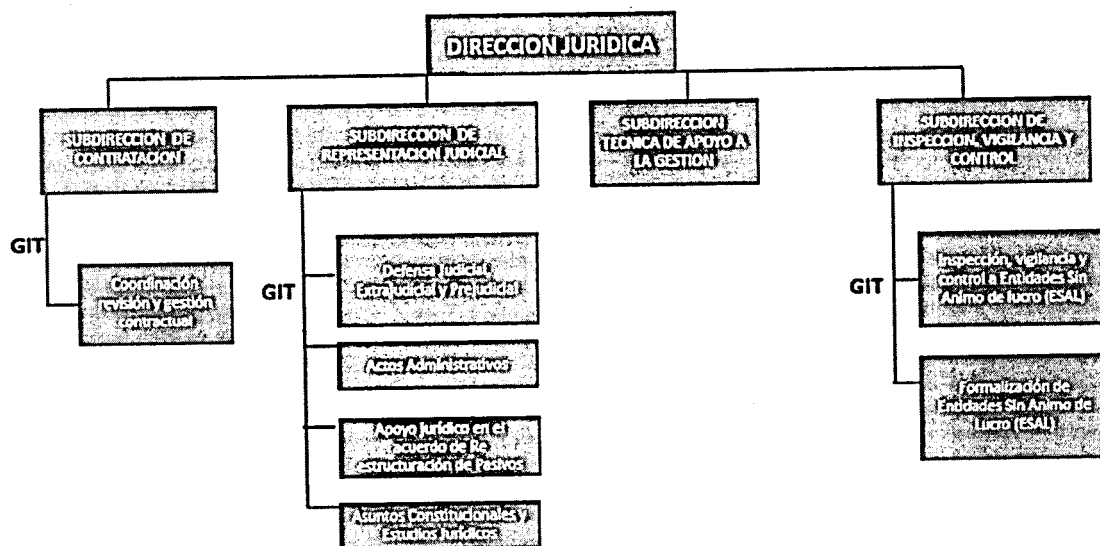 DIRECCION JURIDICA
SUBDIRECCION DE
CONTRATACION
GIT
Coordinación
revisión y gestión
contractual
SUBDIRECCION DE
REPRESENTACION JUDICIAL
GIT
Defensa Judicial,
Extrajudicial y Prejudicial
Actos Administrativos
Apoyo Jurídico en el
acuerdo de Re
estructuración de Pasivos
Asuntos Constitucionales y
Estudios Jurídicos
SUBDIRECCION
TECNICA DE APOYO A
LA GESTION
SUBDIRECCION DE
INSPECCION, VIGILANCIA Y
CONTROL
GIT
Inspección, vigilancia y
control a Entidades Sin
Animo de lucro (ESAL)
Formalización de
Entidades Sin Animo de
Lucro (ESAL)